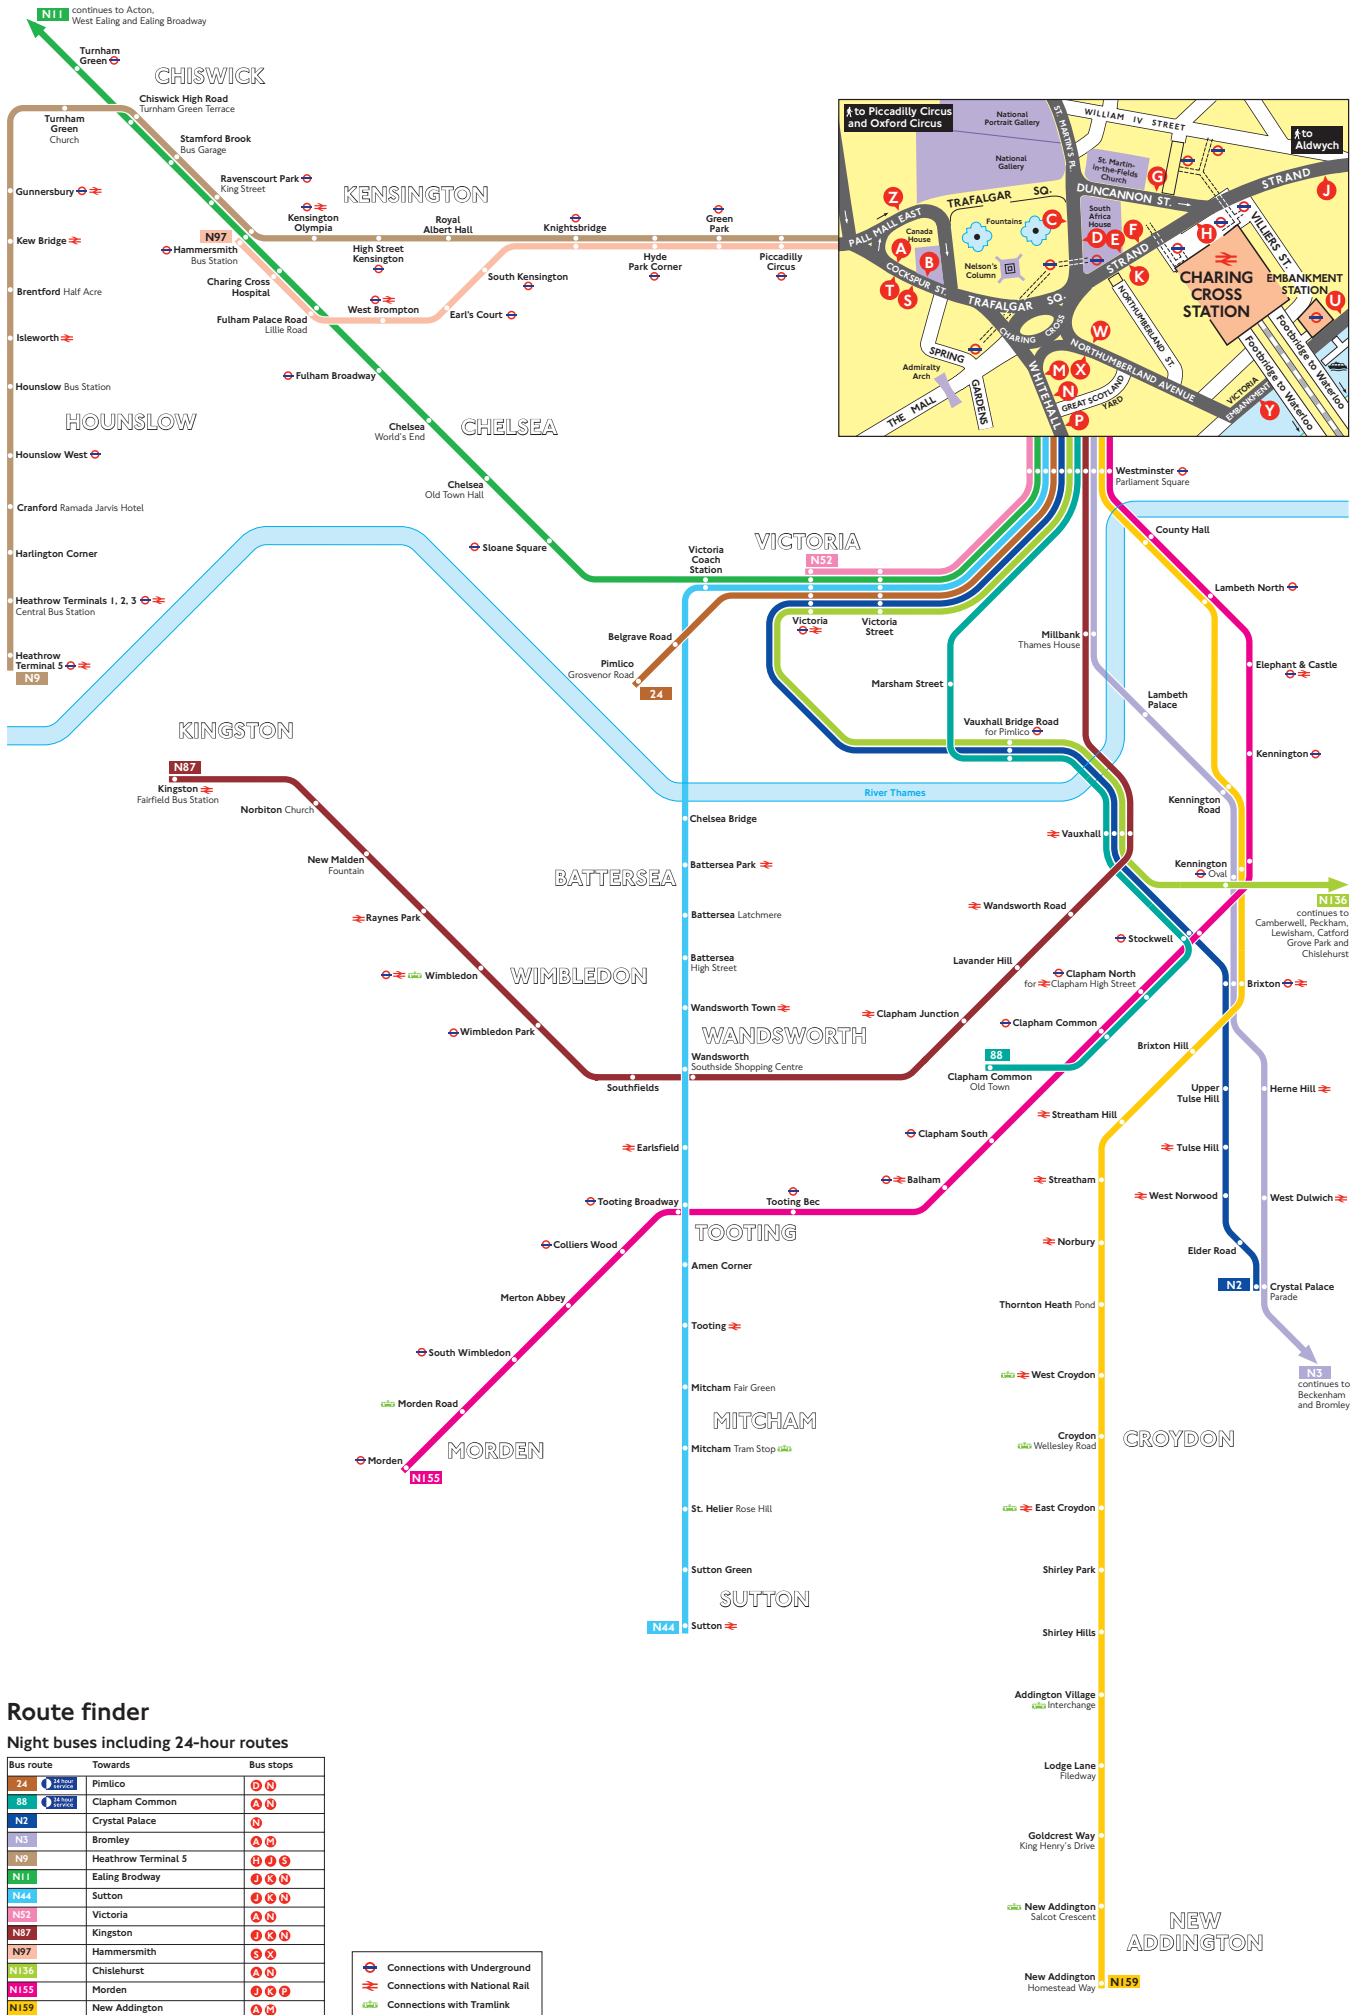 N11 continues to Acton,
West Ealing and Ealing Broadway
Turnham
Green
CHISWICK
Chiswick High Road
Turnham Green Terrace
Turnham
Green
Church
Stamford Brook
Bus Garage
Ravenscourt Park
King Street
Gunnersbury
KENSINGTON
Kensington
Olympia
Royal
Albert Hall
Knightsbridge
Green
Park
N97
Hammersmith
Bus Station
High Street
Kensington
Hyde
Park Corner
Piccadilly
Circus
Kew Bridge
Charing Cross
Hospital
South Kensington
Brentford Half Acre
West Brompton
Earl's Court
Fulham Palace Road
Lillie Road
Isleworth
Fulham Broadway
Hounslow Bus Station
HOUNSLOW
Chelsea
World's End
CHELSEA
Hounslow West
Chelsea
Old Town Hall
Cranford Ramada Jarvis Hotel
Harlington Corner
Sloane Square
Heathrow Terminals 1, 2, 3
Central Bus Station
Heathrow
Terminal 5
N9
to Piccadilly Circus
and Oxford Circus
National
Portrait Gallery
National
Gallery
ST. MARTIN'S PL.
WILLIAM IV STREET
to
Aldwych
St. Martin-
in-the-Fields
Church
G
STRAND
J
DUNCANNON ST.
Z
TRAFALGAR SQ.
PALL MALL EAST
Fountains
C
South
Africa
House
D
E
F
H
VILLIERS ST.
Canada
House
A
B
COCKSPUR ST.
T
S
Nelson's
Column
STRAND
K
CHARING
CROSS
STATION
EMBANKMENT
STATION
U
TRAFALGAR SQ.
NORTHUMBERLAND ST.
CHARING CROSS
W
Footbridge to Waterloo
Footbridge to Waterloo
SPRING
GARDENS
Admiralty
Arch
THE MALL
WHITEHALL
M
X
N
P
NORTHUMBERLAND AVENUE
GREAT SCOTLAND
YARD
VICTORIA
EMBANKMENT
Y
Westminster
Parliament Square
County Hall
VICTORIA
N52
Victoria
Coach
Station
Lambeth North
Victoria
Victoria
Street
Belgrave Road
Millbank
Thames House
Pimlico
Grosvenor Road
24
Elephant & Castle
Marsham Street
Lambeth
Palace
Vauxhall Bridge Road
for Pimlico
Kennington
KINGSTON
N87
Kingston
Fairfield Bus Station
River Thames
Norbiton Church
Chelsea Bridge
Kennington
Road
Vauxhall
New Malden
Fountain
Battersea Park
BATTERSEA
Kennington
Oval
N136
continues to
Camberwell, Peckham,
Lewisham, Catford
Grove Park and
Chislehurst
Raynes Park
Battersea Latchmere
Wandsworth Road
Stockwell
Wimbledon
WIMBLEDON
Battersea
High Street
Lavander Hill
Clapham North
for Clapham High Street
Brixton
Wandsworth Town
Clapham Junction
Clapham Common
Wimbledon Park
WANDSWORTH
Wandsworth
Southside Shopping Centre
Brixton Hill
88
Clapham Common
Old Town
Southfields
Upper
Tulse Hill
Herne Hill
Streatham Hill
Clapham South
Earlsfield
Tulse Hill
Balham
Streatham
Tooting Broadway
Tooting Bec
West Norwood
West Dulwich
TOOTING
Colliers Wood
Norbury
Elder Road
Amen Corner
N2
Crystal Palace
Parade
Merton Abbey
Thornton Heath Pond
Tooting
South Wimbledon
N3
continues to
Beckenham
and Bromley
West Croydon
Mitcham Fair Green
Morden Road
MITCHAM
MORDEN
Croydon
Wellesley Road
CROYDON
Mitcham Tram Stop
Morden
N155
St. Helier Rose Hill
East Croydon
Sutton Green
Shirley Park
SUTTON
N44
Sutton
Shirley Hills
Addington Village
Interchange
Lodge Lane
Filedway
Goldcrest Way
King Henry's Drive
New Addington
Salcot Crescent
NEW
ADDINGTON
New Addington
Homestead Way
N159
Route finder
Night buses including 24-hour routes
Bus route Towards Bus stops
24 24 hour service Pimlico D N
88 24 hour service Clapham Common A N
N2 Crystal Palace N
N3 Bromley A M
N9 Heathrow Terminal 5 H J S
N11 Ealing Brodway J K N
N44 Sutton J K N
N52 Victoria A N
N87 Kingston J K N
N97 Hammersmith S X
N136 Chislehurst A N
N155 Morden J K P
N159 New Addington A M
Connections with Underground
Connections with National Rail
Connections with Tramlink